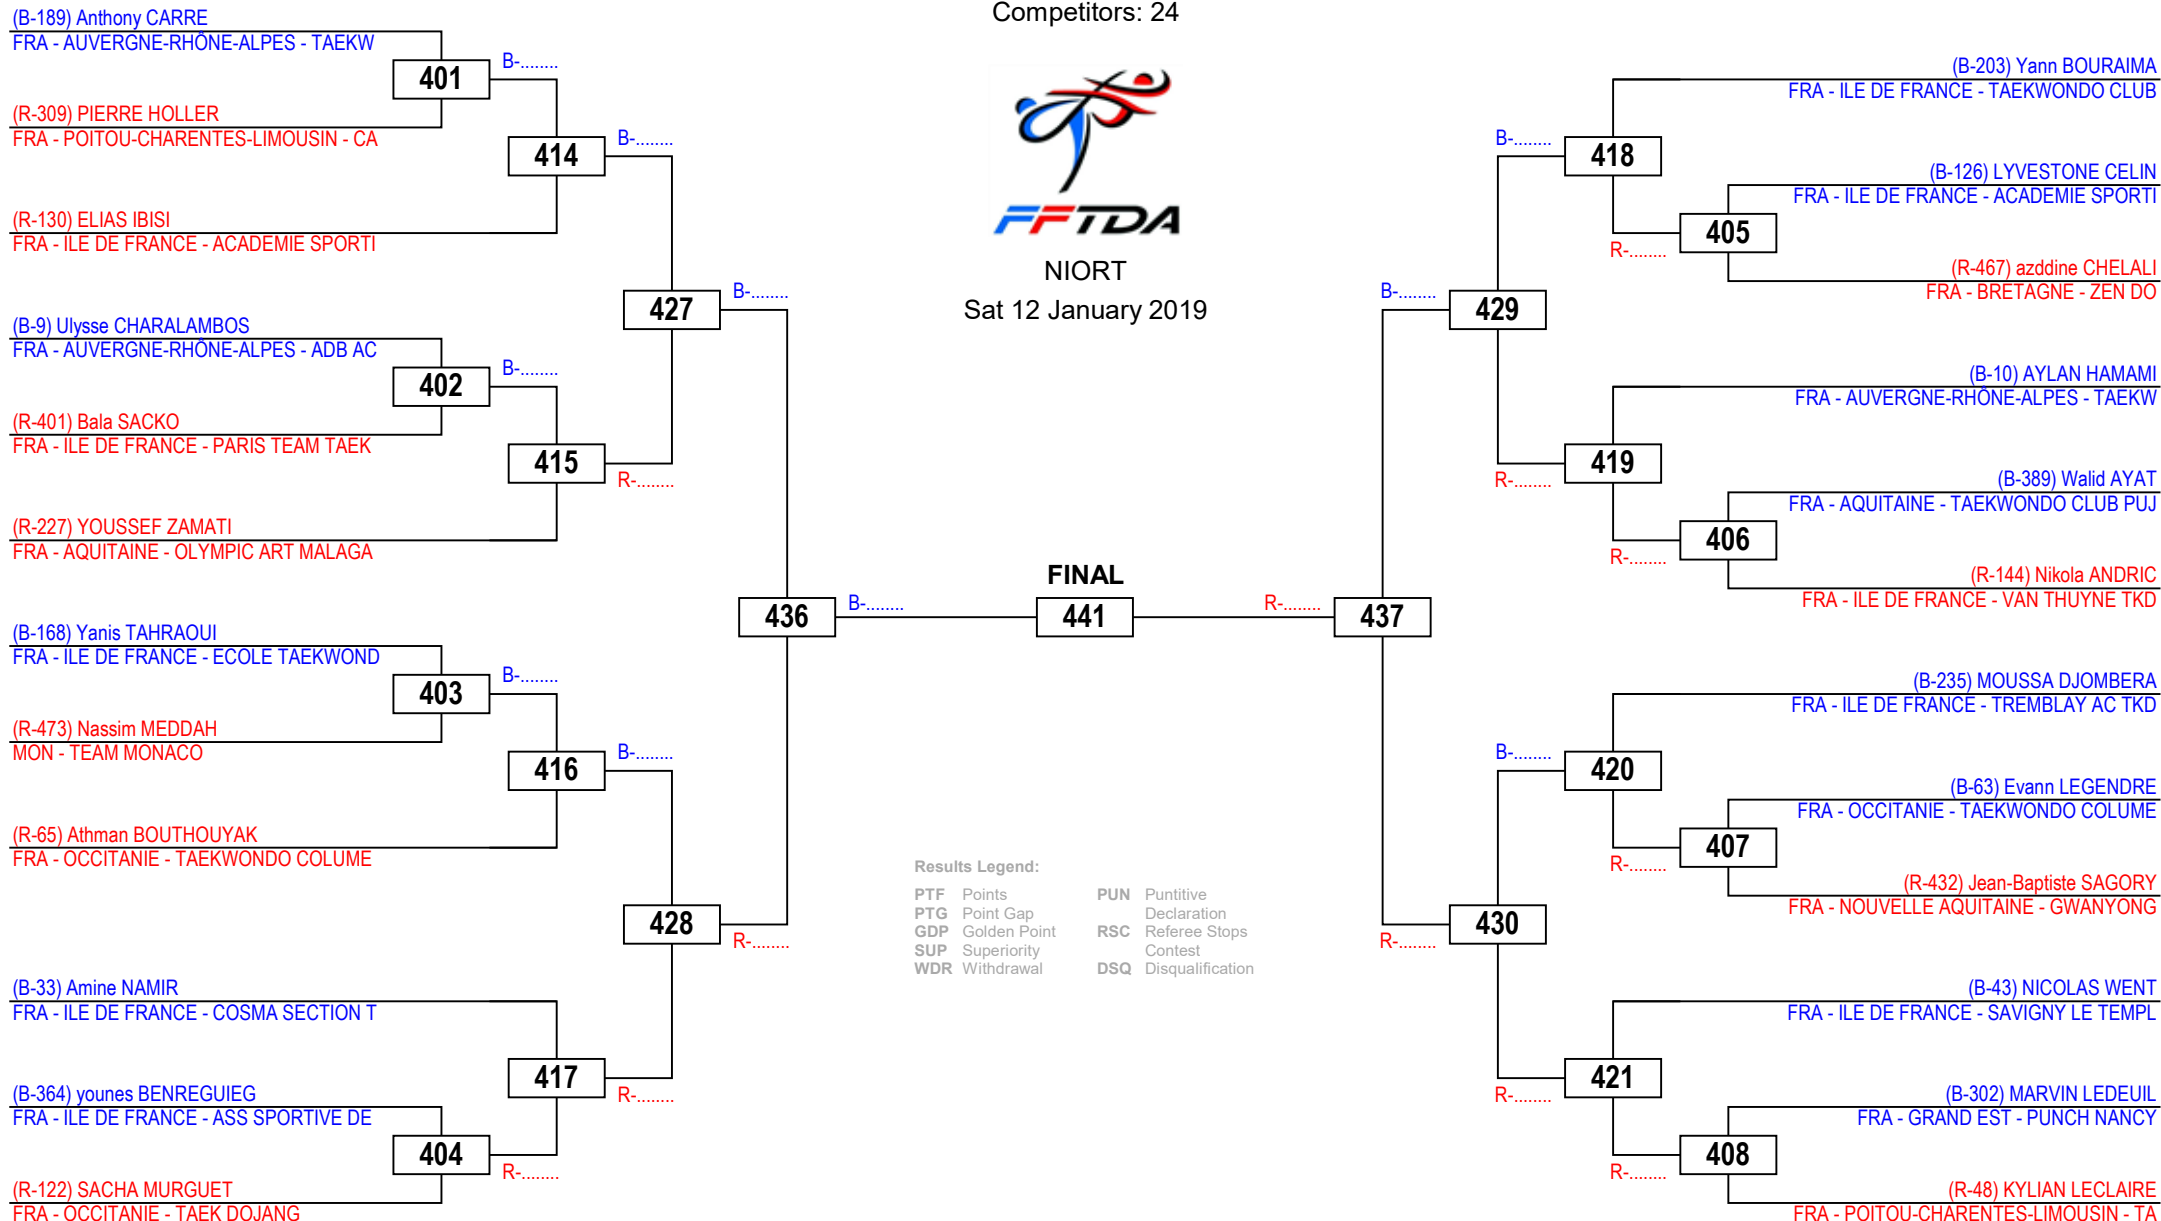 Competitors: 24
FFTDA
NIORT
Sat 12 January 2019
(B-189) Anthony CARRE
FRA - AUVERGNE-RHÔNE-ALPES - TAEKW
401
B-........
(R-309) PIERRE HOLLER
FRA - POITOU-CHARENTES-LIMOUSIN - CA
414
B-........
(R-130) ELIAS IBISI
FRA - ILE DE FRANCE - ACADEMIE SPORTI
427
B-........
(B-9) Ulysse CHARALAMBOS
FRA - AUVERGNE-RHÔNE-ALPES - ADB AC
402
B-........
(R-401) Bala SACKO
FRA - ILE DE FRANCE - PARIS TEAM TAEK
415
R-........
(R-227) YOUSSEF ZAMATI
FRA - AQUITAINE - OLYMPIC ART MALAGA
436
B-........
(B-168) Yanis TAHRAOUI
FRA - ILE DE FRANCE - ECOLE TAEKWOND
403
B-........
(R-473) Nassim MEDDAH
MON - TEAM MONACO
416
B-........
(R-65) Athman BOUTHOUYAK
FRA - OCCITANIE - TAEKWONDO COLUME
428
R-........
(B-33) Amine NAMIR
FRA - ILE DE FRANCE - COSMA SECTION T
417
R-........
(B-364) younes BENREGUIEG
FRA - ILE DE FRANCE - ASS SPORTIVE DE
404
R-........
(R-122) SACHA MURGUET
FRA - OCCITANIE - TAEK DOJANG
FINAL
441
Results Legend:
PTF Points
PTG Point Gap
GDP Golden Point
SUP Superiority
WDR Withdrawal
PUN Puntitive
Declaration
RSC Referee Stops
Contest
DSQ Disqualification
(B-203) Yann BOURAIMA
FRA - ILE DE FRANCE - TAEKWONDO CLUB
B-........
418
(B-126) LYVESTONE CELIN
FRA - ILE DE FRANCE - ACADEMIE SPORTI
R-........
405
(R-467) azddine CHELALI
FRA - BRETAGNE - ZEN DO
B-........
429
(B-10) AYLAN HAMAMI
FRA - AUVERGNE-RHÔNE-ALPES - TAEKW
R-........
419
(B-389) Walid AYAT
FRA - AQUITAINE - TAEKWONDO CLUB PUJ
R-........
406
(R-144) Nikola ANDRIC
FRA - ILE DE FRANCE - VAN THUYNE TKD
R-........
437
(B-235) MOUSSA DJOMBERA
FRA - ILE DE FRANCE - TREMBLAY AC TKD
B-........
420
(B-63) Evann LEGENDRE
FRA - OCCITANIE - TAEKWONDO COLUME
R-........
407
(R-432) Jean-Baptiste SAGORY
FRA - NOUVELLE AQUITAINE - GWANYONG
R-........
430
(B-43) NICOLAS WENT
FRA - ILE DE FRANCE - SAVIGNY LE TEMPL
R-........
421
(B-302) MARVIN LEDEUIL
FRA - GRAND EST - PUNCH NANCY
R-........
408
(R-48) KYLIAN LECLAIRE
FRA - POITOU-CHARENTES-LIMOUSIN - TA